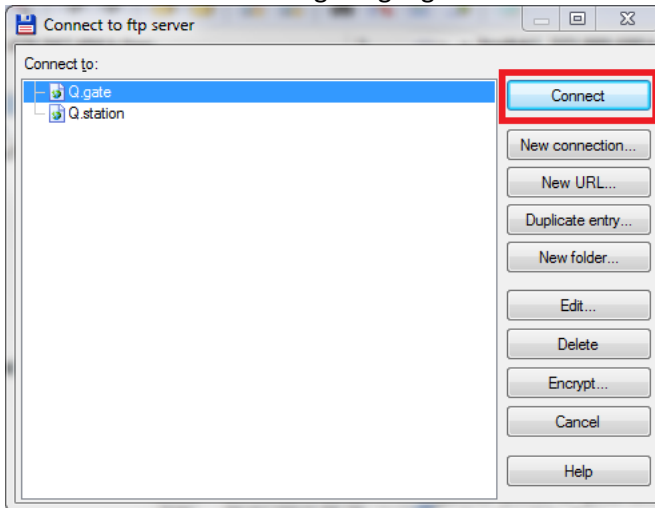 Connect to ftp server
Connect to:
Q.gate
Q.station
Connect
New connection...
New URL...
Duplicate entry...
New folder...
Edit...
Delete
Encrypt...
Cancel
Help